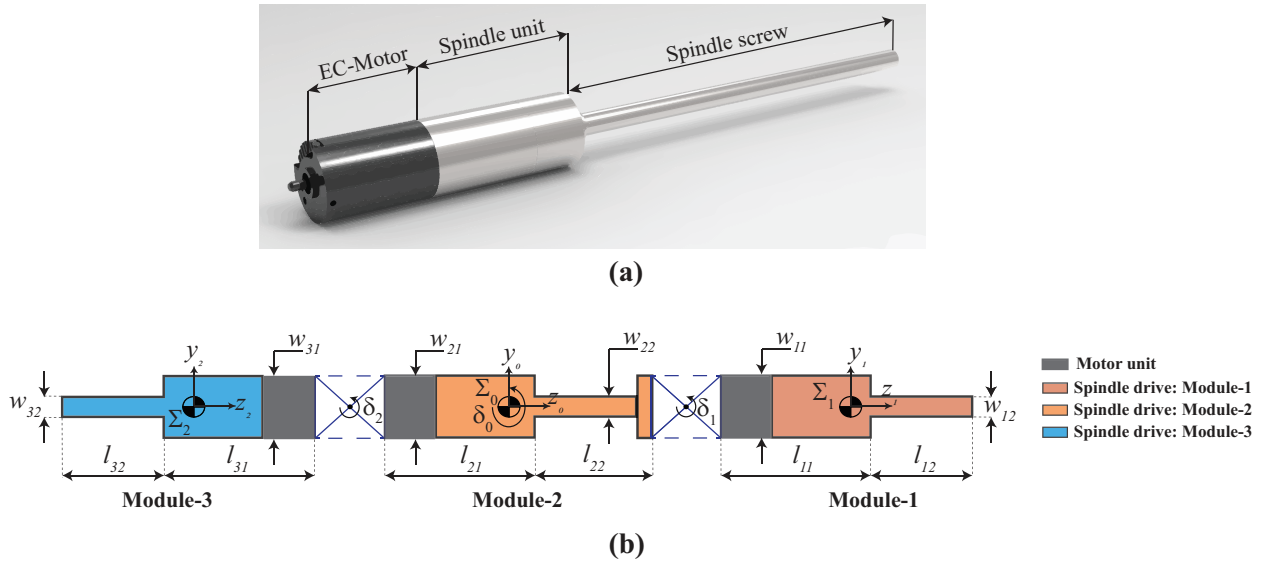 EC-Motor
Spindle unit
Spindle screw
(a)
w₃₁ w₂₁ w₂₂ w₁₁
y₂ y₀ y₁
w₃₂ Σ₂ z₂ δ₂ Σ₀ δ₀ z₀ δ₁ Σ₁ z₁ w₁₂
l₃₂ l₃₁ l₂₁ l₂₂ l₁₁ l₁₂
Module-3 Module-2 Module-1
Motor unit
Spindle drive: Module-1
Spindle drive: Module-2
Spindle drive: Module-3
(b)